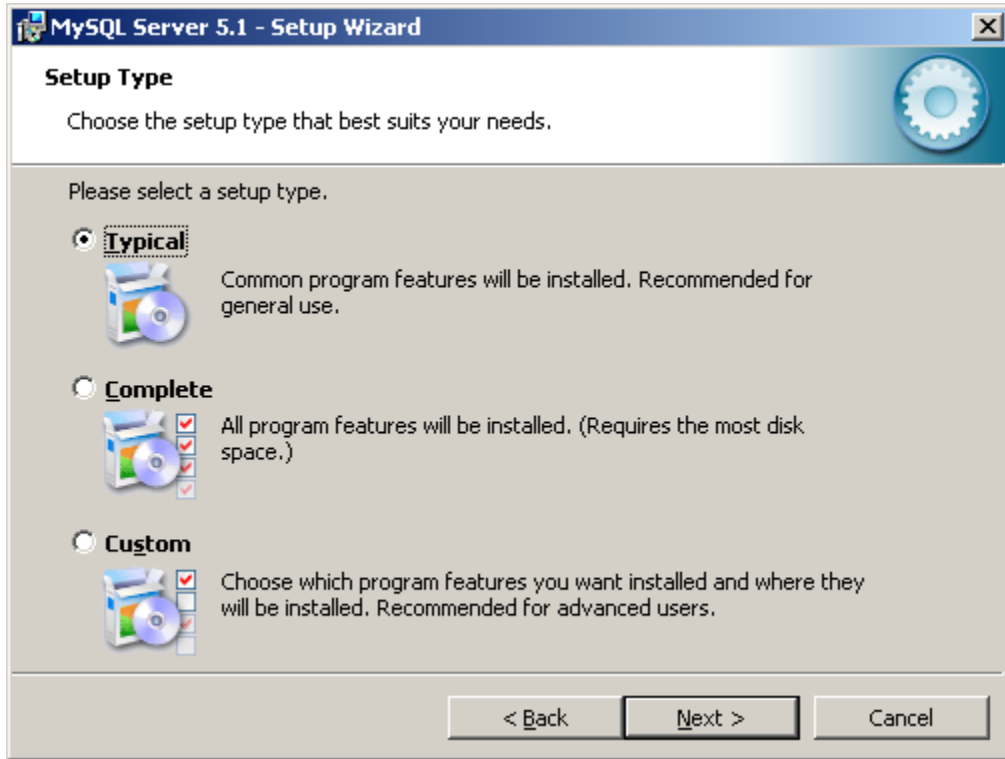 MySQL Server 5.1 - Setup Wizard
Setup Type
Choose the setup type that best suits your needs.
Please select a setup type.
Typical
Common program features will be installed. Recommended for
general use.
Complete
All program features will be installed. (Requires the most disk
space.)
Custom
Choose which program features you want installed and where they
will be installed. Recommended for advanced users.
< Back
Next >
Cancel